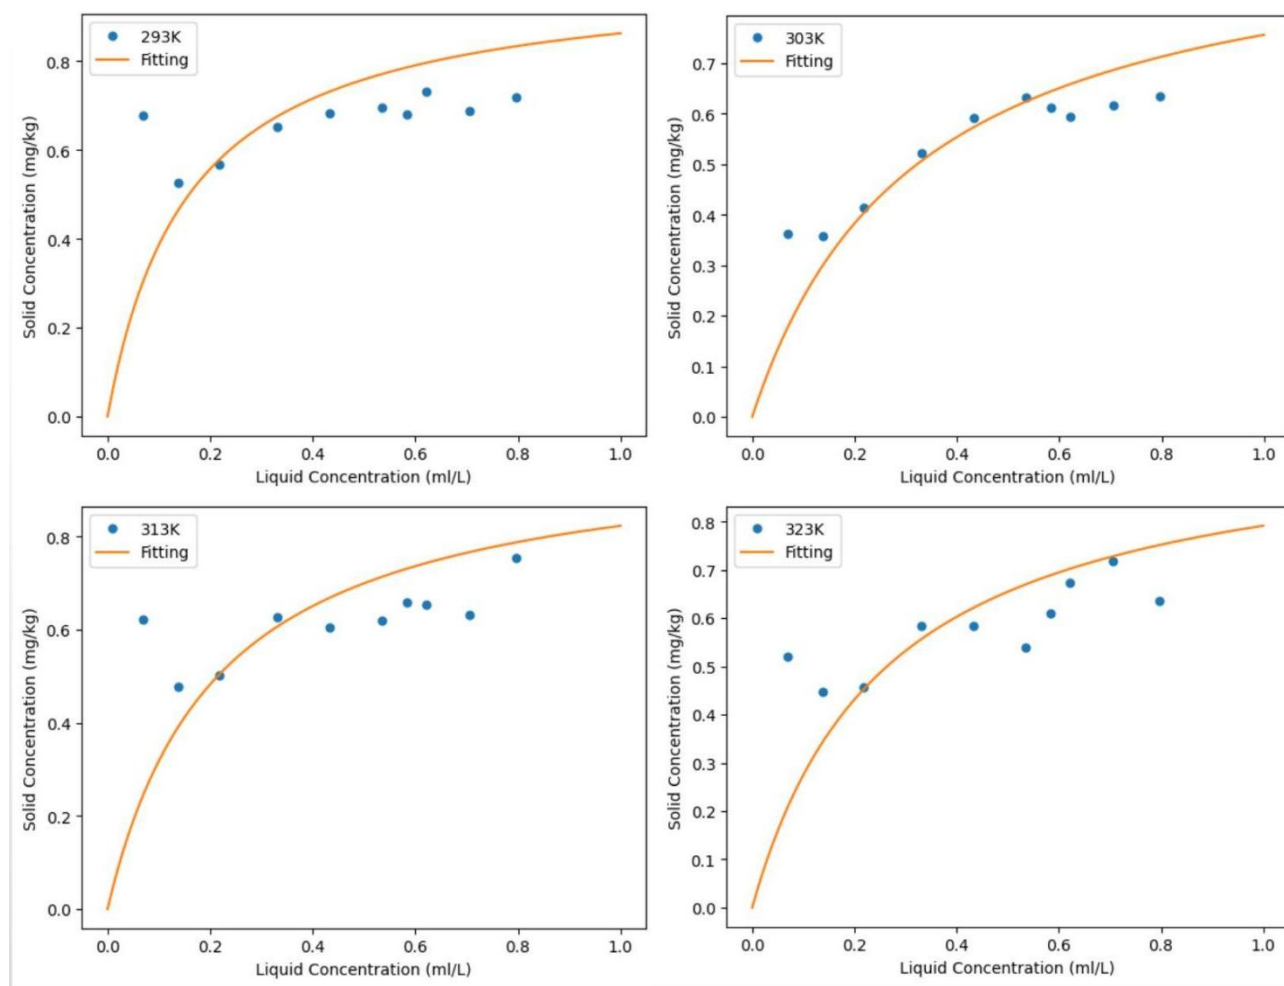 293K
Fitting
0.8
0.6
0.4
0.2
0.0
Solid Concentration (mg/kg)
0.0 0.2 0.4 0.6 0.8 1.0
Liquid Concentration (ml/L)
303K
Fitting
0.7
0.6
0.5
0.4
0.3
0.2
0.1
0.0
Solid Concentration (mg/kg)
0.0 0.2 0.4 0.6 0.8 1.0
Liquid Concentration (ml/L)
313K
Fitting
0.8
0.6
0.4
0.2
0.0
Solid Concentration (mg/kg)
0.0 0.2 0.4 0.6 0.8 1.0
Liquid Concentration (ml/L)
323K
Fitting
0.8
0.7
0.6
0.5
0.4
0.3
0.2
0.1
0.0
Solid Concentration (mg/kg)
0.0 0.2 0.4 0.6 0.8 1.0
Liquid Concentration (ml/L)